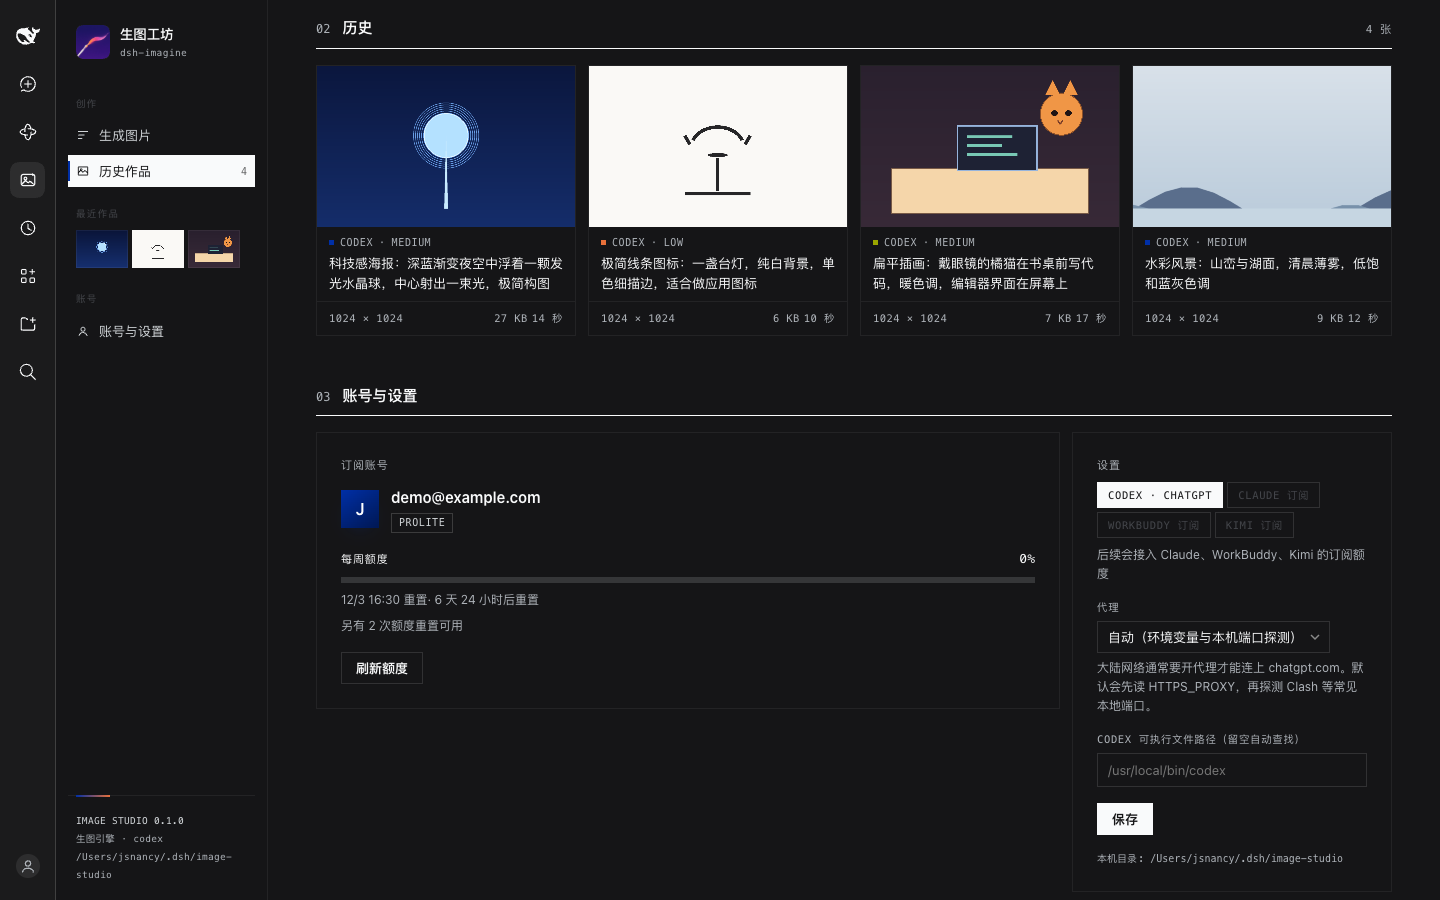 生图工坊
dsh-imagine
创作
生成图片
历史作品 4
最近作品
账号
账号与设置
IMAGE STUDIO 0.1.0
生图引擎 · codex
/Users/jsnancy/.dsh/image-
studio
02 历史 4 张
CODEX · MEDIUM
科技感海报：深蓝渐变夜空中浮着一颗发
光水晶球，中心射出一束光，极简构图
1024 × 1024 27 KB 14 秒
CODEX · LOW
极简线条图标：一盏台灯，纯白背景，单
色细描边，适合做应用图标
1024 × 1024 6 KB 10 秒
CODEX · MEDIUM
扁平插画：戴眼镜的橘猫在书桌前写代
码，暖色调，编辑器界面在屏幕上
1024 × 1024 7 KB 17 秒
CODEX · MEDIUM
水彩风景：山峦与湖面，清晨薄雾，低饱
和蓝灰色调
1024 × 1024 9 KB 12 秒
03 账号与设置
订阅账号
J
demo@example.com
PROLITE
每周额度 0%
12/3 16:30 重置· 6 天 24 小时后重置
另有 2 次额度重置可用
刷新额度
设置
CODEX · CHATGPT CLAUDE 订阅
WORKBUDDY 订阅 KIMI 订阅
后续会接入 Claude、WorkBuddy、Kimi 的订阅额
度
代理
自动（环境变量与本机端口探测）
大陆网络通常要开代理才能连上 chatgpt.com。默
认会先读 HTTPS_PROXY，再探测 Clash 等常见
本地端口。
CODEX 可执行文件路径（留空自动查找）
/usr/local/bin/codex
保存
本机目录：/Users/jsnancy/.dsh/image-studio